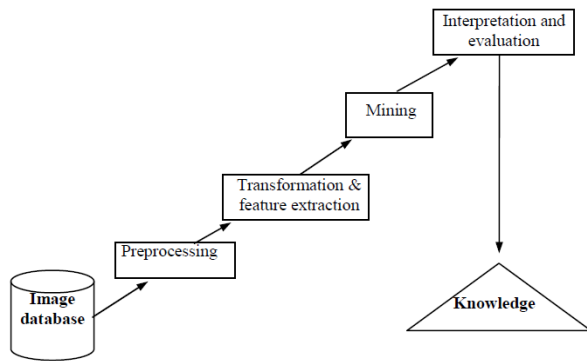 Interpretation and
evaluation
Mining
Transformation &
feature extraction
Preprocessing
Image
database
Knowledge